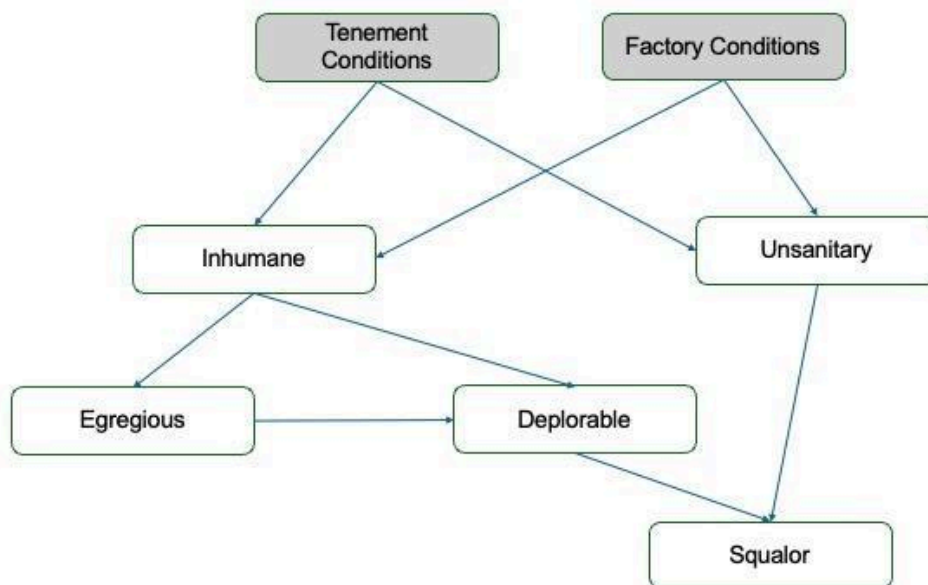 Tenement
Conditions
Factory Conditions
Inhumane
Unsanitary
Egregious
Deplorable
Squalor